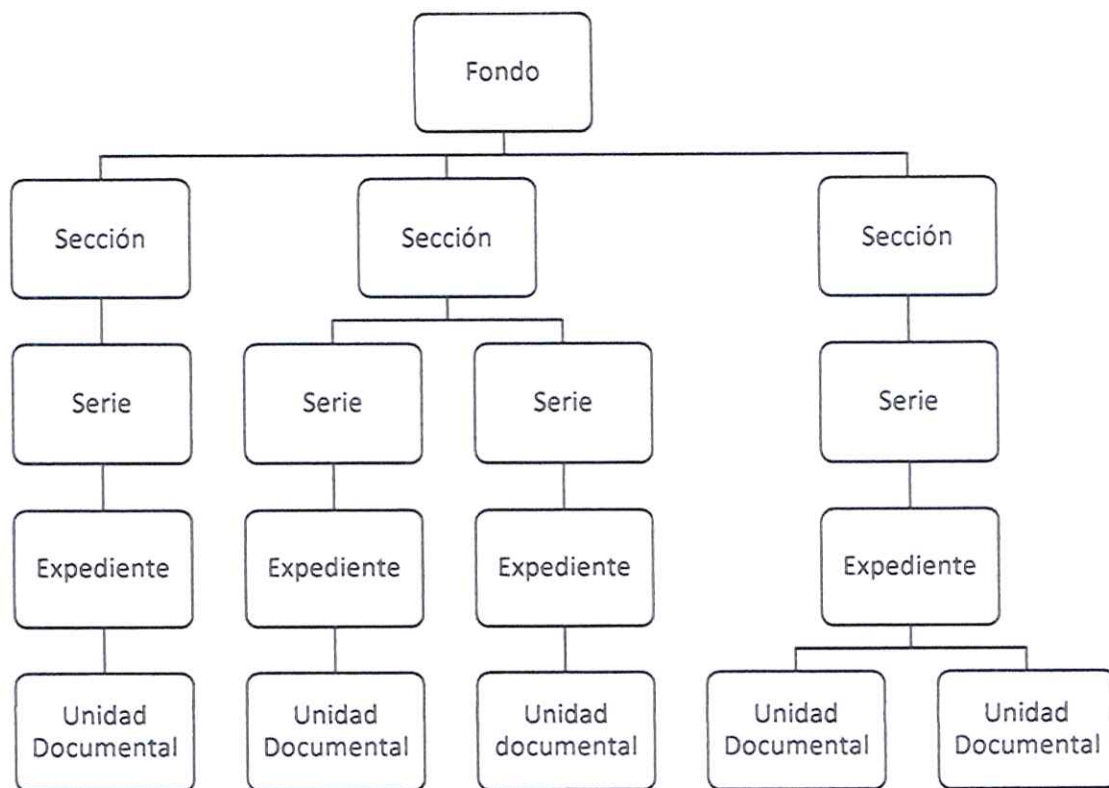 Fondo
Sección
Sección
Sección
Serie
Serie
Serie
Serie
Expediente
Expediente
Expediente
Expediente
Unidad
Documental
Unidad
Documental
Unidad
documental
Unidad
Documental
Unidad
Documental